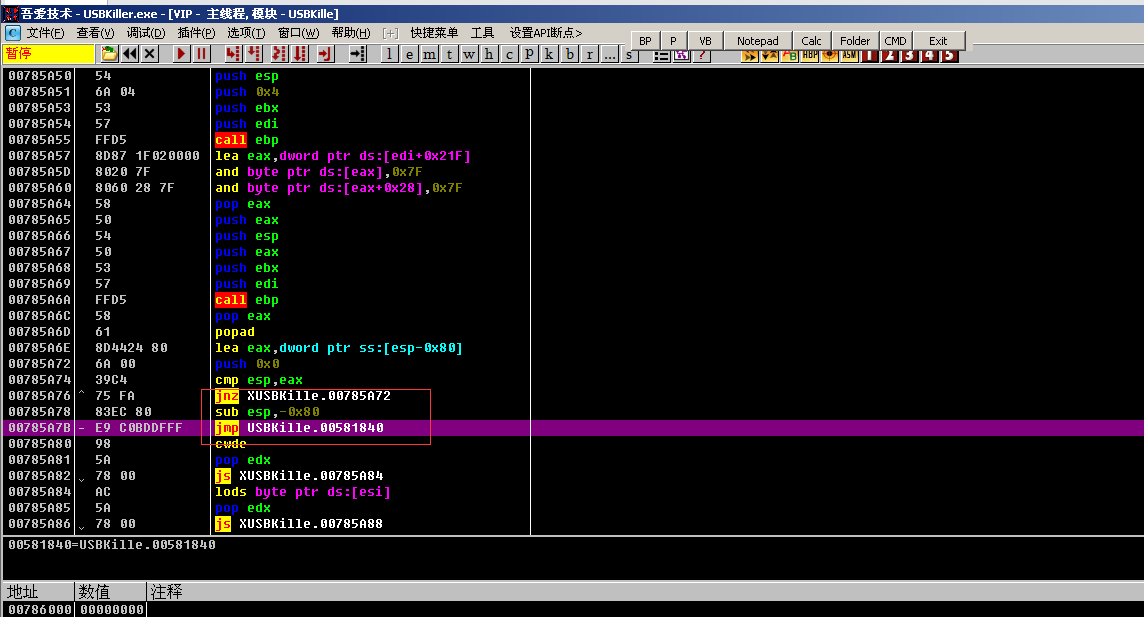 吾爱技术 - USBKiller.exe - [VIP - 主线程, 模块 - USBKille]
C 文件(F) 查看(V) 调试(D) 插件(P) 选项(T) 窗口(W) 帮助(H) [+] 快捷菜单 工具 设置API断点>
BP P VB Notepad Calc Folder CMD Exit
暂停 l e m t w h c p k b r ... s ? HBP ASM 1 2 3 4 5
00785A50 54 push esp
00785A51 6A 04 push 0x4
00785A53 53 push ebx
00785A54 57 push edi
00785A55 FFD5 call ebp
00785A57 8D87 1F020000 lea eax,dword ptr ds:[edi+0x21F]
00785A5D 8020 7F and byte ptr ds:[eax],0x7F
00785A60 8060 28 7F and byte ptr ds:[eax+0x28],0x7F
00785A64 58 pop eax
00785A65 50 push eax
00785A66 54 push esp
00785A67 50 push eax
00785A68 53 push ebx
00785A69 57 push edi
00785A6A FFD5 call ebp
00785A6C 58 pop eax
00785A6D 61 popad
00785A6E 8D4424 80 lea eax,dword ptr ss:[esp-0x80]
00785A72 6A 00 push 0x0
00785A74 39C4 cmp esp,eax
00785A76 ^ 75 FA jnz XUSBKille.00785A72
00785A78 83EC 80 sub esp,-0x80
00785A7B - E9 C0BDDFFF jmp USBKille.00581840
00785A80 98 cwde
00785A81 5A pop edx
00785A82 78 00 js XUSBKille.00785A84
00785A84 AC lods byte ptr ds:[esi]
00785A85 5A pop edx
00785A86 78 00 js XUSBKille.00785A88
00581840=USBKille.00581840
地址 数值 注释
00786000 00000000